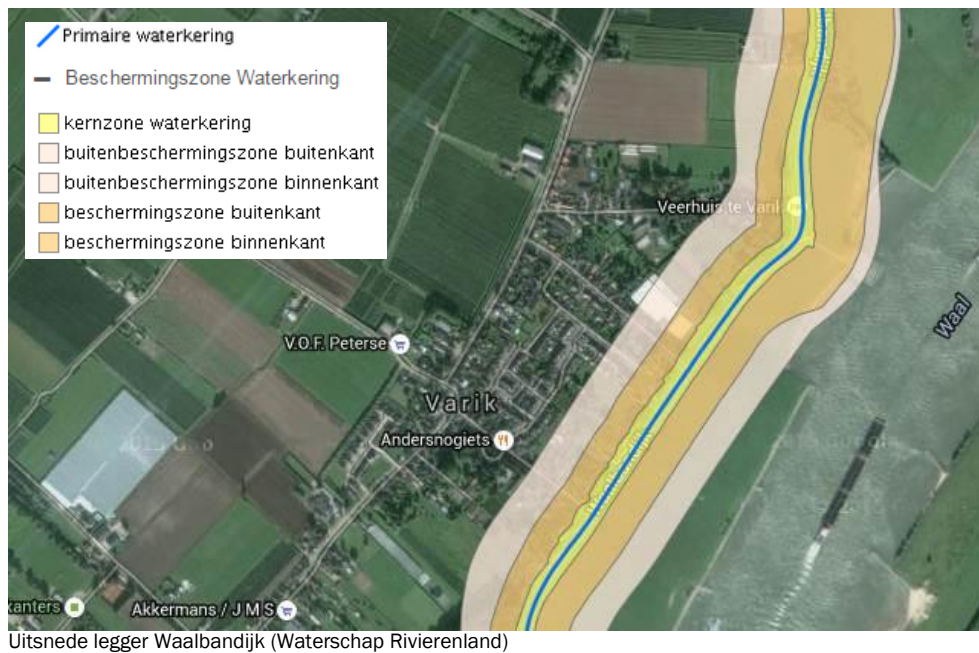 Primaire waterkering
Beschermingszone Waterkering
kernzone waterkering
buitenbeschermingszone buitenkant
buitenbeschermingszone binnenkant
beschermingszone buitenkant
beschermingszone binnenkant
Veerhuis te Varik
Waal
V.O.F. Peterse
Varik
Andersnogiets
kanters
Akkermans / J M S
Uitsnede legger Waalbandijk (Waterschap Rivierenland)